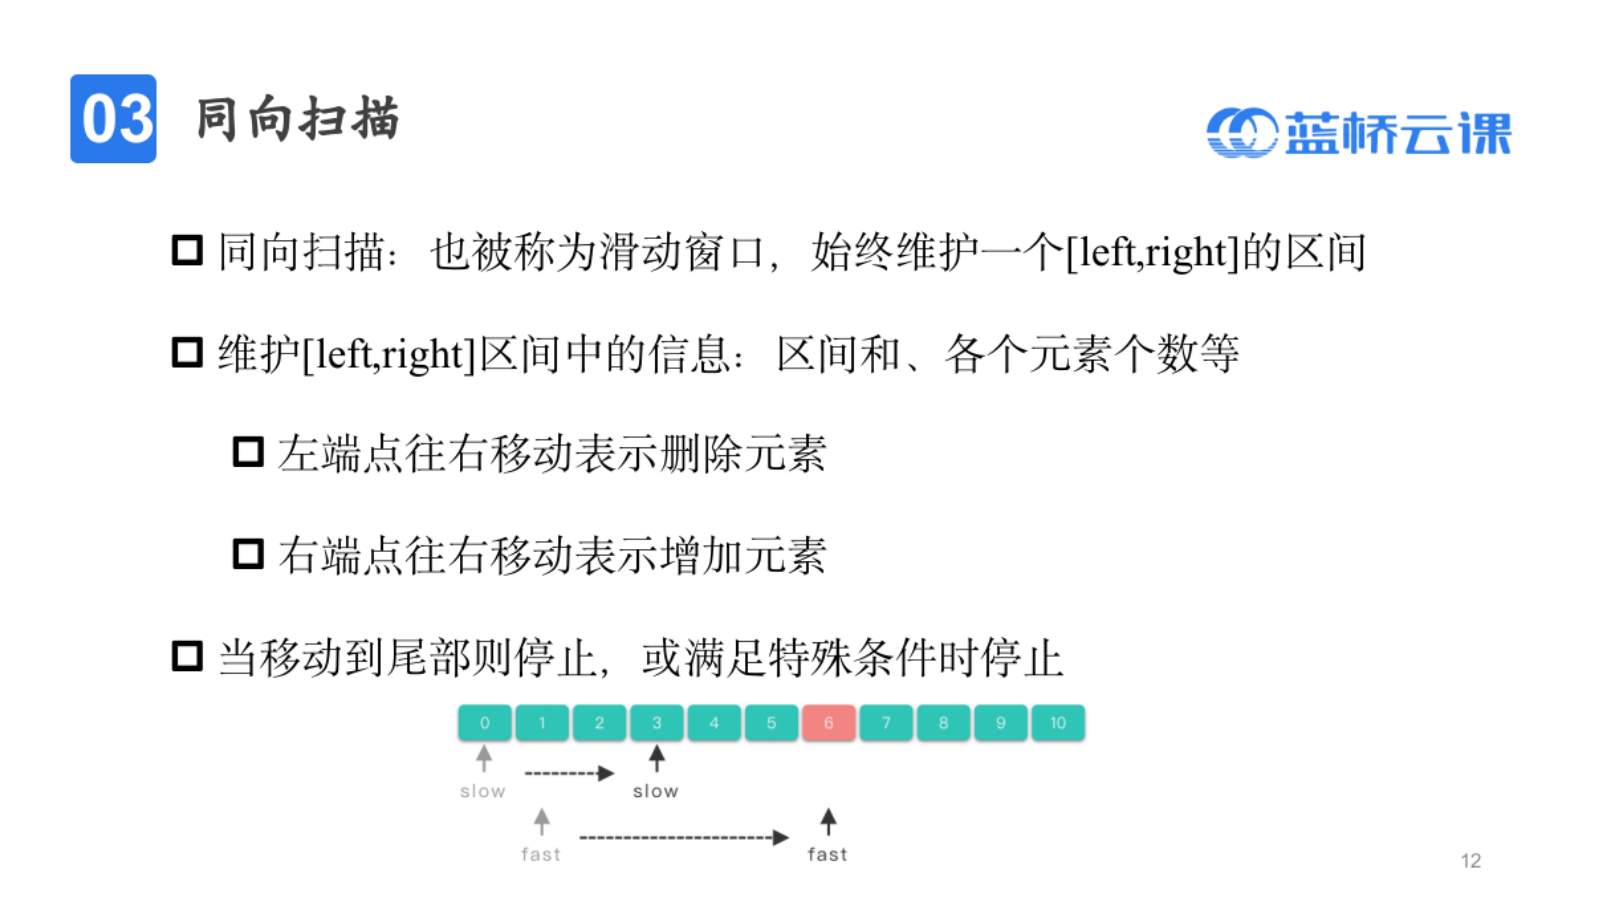 03 同向扫描
蓝桥云课
同向扫描：也被称为滑动窗口，始终维护一个[left,right]的区间
维护[left,right]区间中的信息：区间和、各个元素个数等
左端点往右移动表示删除元素
右端点往右移动表示增加元素
当移动到尾部则停止，或满足特殊条件时停止
0 1 2 3 4 5 6 7 8 9 10
slow slow
fast fast
12